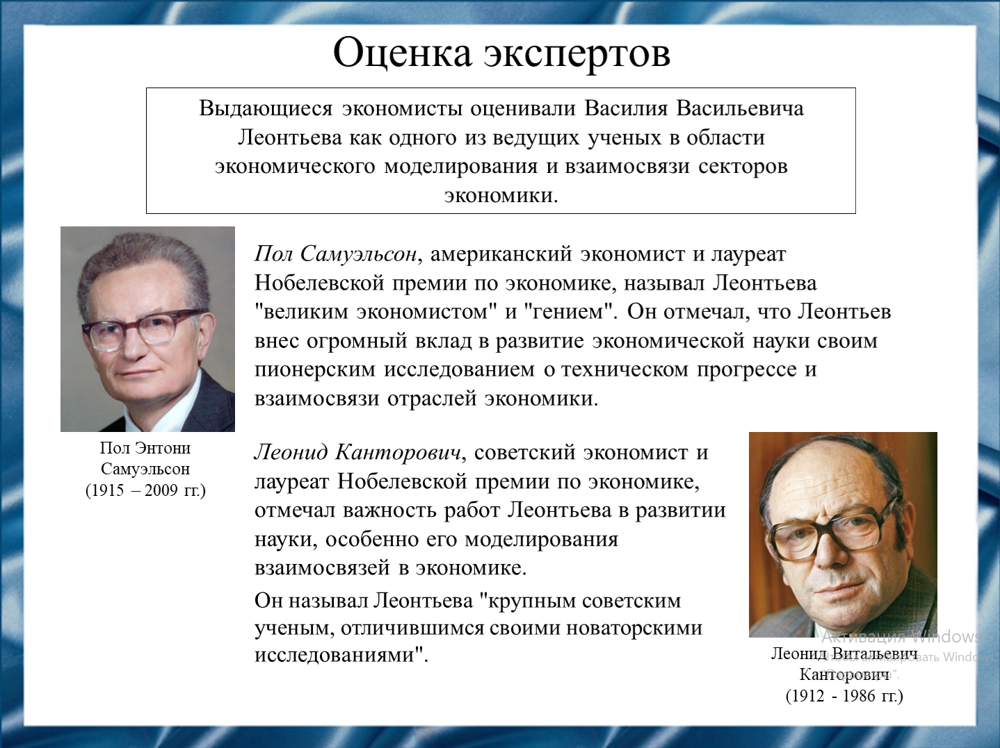 Оценка экспертов
Выдающиеся экономисты оценивали Василия Васильевича
Леонтьева как одного из ведущих ученых в области
экономического моделирования и взаимосвязи секторов
экономики.
Пол Самуэльсон, американский экономист и лауреат
Нобелевской премии по экономике, называл Леонтьева
"великим экономистом" и "гением". Он отмечал, что Леонтьев
внес огромный вклад в развитие экономической науки своим
пионерским исследованием о техническом прогрессе и
взаимосвязи отраслей экономики.
Пол Энтони
Самуэльсон
(1915 – 2009 гг.)
Леонид Канторович, советский экономист и
лауреат Нобелевской премии по экономике,
отмечал важность работ Леонтьева в развитии
науки, особенно его моделирования
взаимосвязей в экономике.
Он называл Леонтьева "крупным советским
ученым, отличившимся своими новаторскими
исследованиями".
Леонид Витальевич
Канторович
(1912 - 1986 гг.)
Активация Windows
Чтобы активировать Windows
"Параметры".